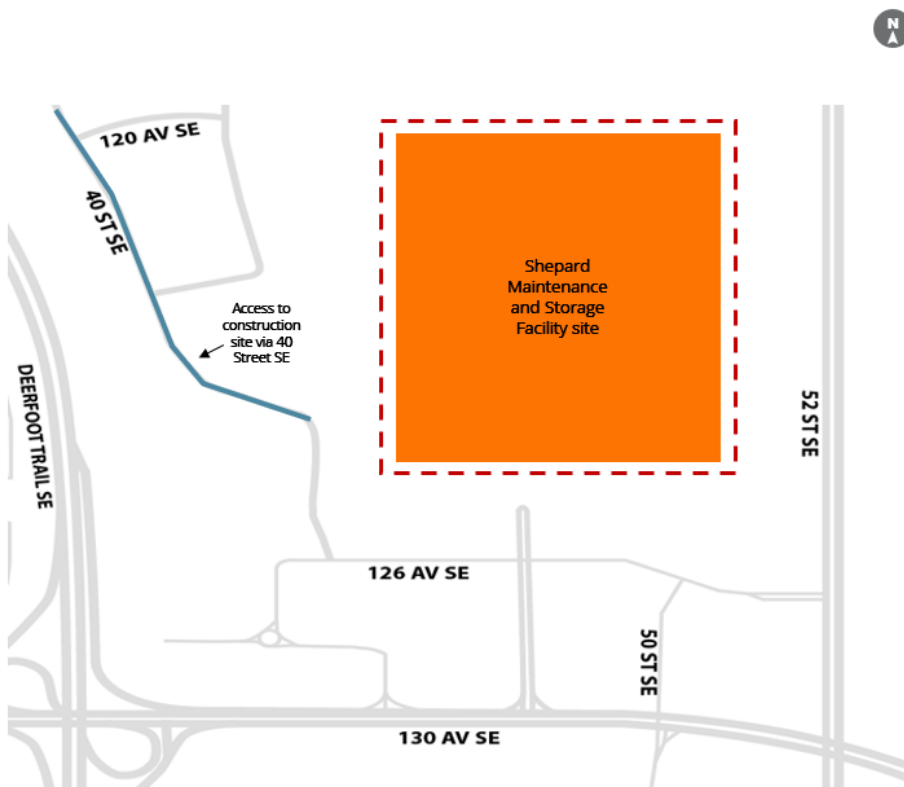 N
120 AV SE
40 ST SE
Shepard
Maintenance
and Storage
Facility site
Access to
construction
site via 40
Street SE
DEERFOOT TRAIL SE
52 ST SE
126 AV SE
50 ST SE
130 AV SE